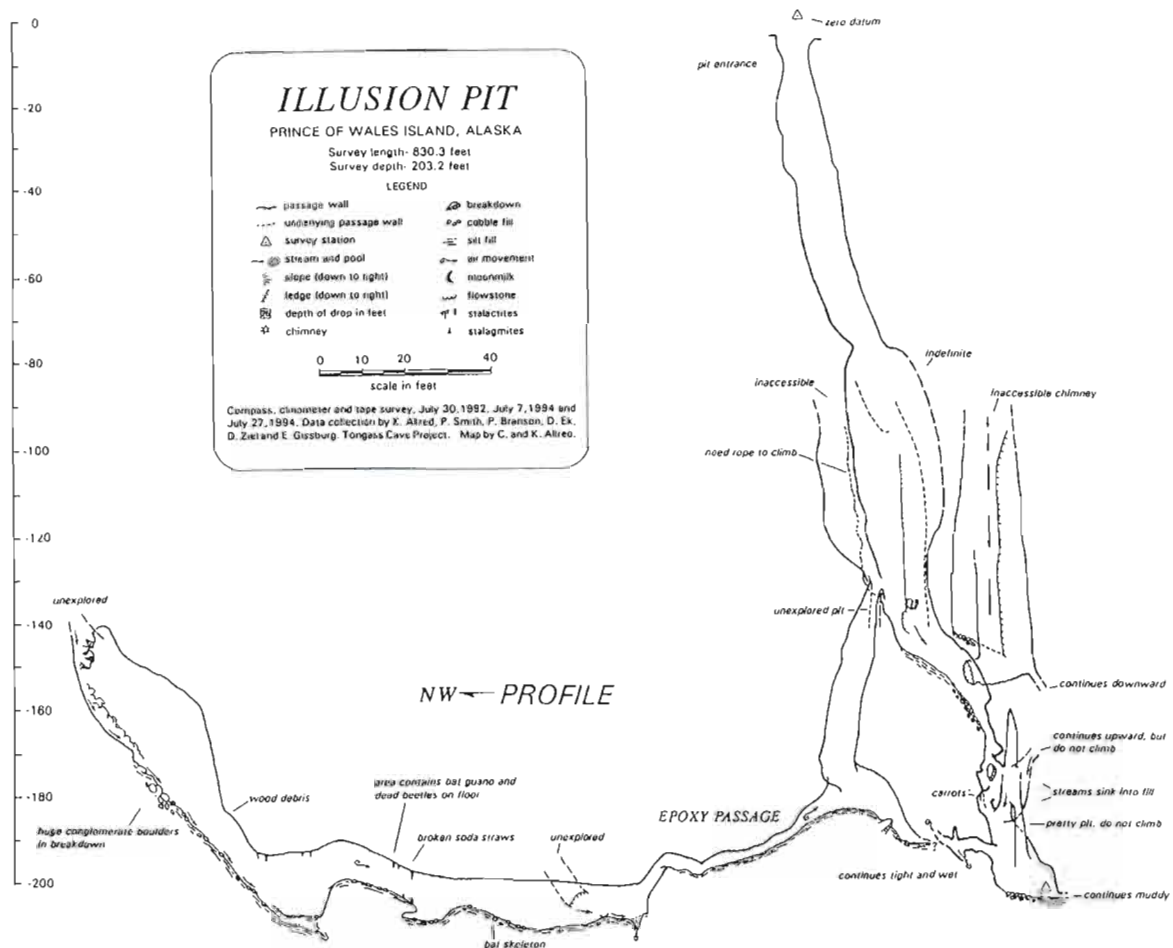 0
-20
-40
-60
-80
-100
-120
-140
-160
-180
-200
ILLUSION PIT
PRINCE OF WALES ISLAND, ALASKA
Survey length- 830.3 feet
Survey depth- 203.2 feet
LEGEND
passage wall
underlying passage wall
survey station
stream and pool
slope (down to right)
ledge (down to right)
depth of drop in feet
chimney
breakdown
cobble fill
silt fill
air movement
moonmilk
flowstone
stalactites
stalagmites
0 10 20 40
scale in feet
Compass, clinometer and tape survey, July 30, 1992, July 7, 1994 and
July 27, 1994. Data collection by K. Allred, P. Smith, P. Branson, D. Ek,
D. Ziel and E. Gissburg. Tongass Cave Project. Map by C. and K. Allred.
zero datum
pit entrance
indefinite
inaccessible
inaccessible chimney
need rope to climb
unexplored pit
unexplored
continues downward
NW PROFILE
continues upward, but
do not climb
carrots
streams sink into fill
pretty pit, do not climb
continues muddy
continues tight and wet
EPOXY PASSAGE
area contains bat guano and
dead beetles on floor
wood debris
broken soda straws
unexplored
huge conglomerate boulders
in breakdown
bat skeleton